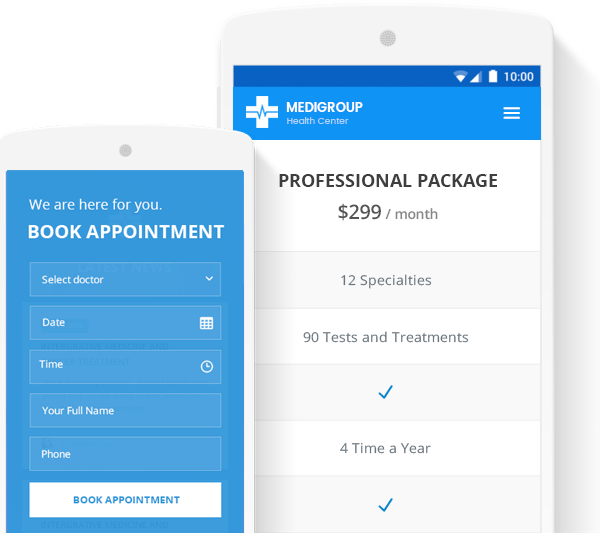 10:00
MEDIGROUP
Health Center
PROFESSIONAL PACKAGE
$299 / month
12 Specialties
90 Tests and Treatments
4 Time a Year
We are here for you.
BOOK APPOINTMENT
Select doctor
Date
Time
Your Full Name
Phone
BOOK APPOINTMENT